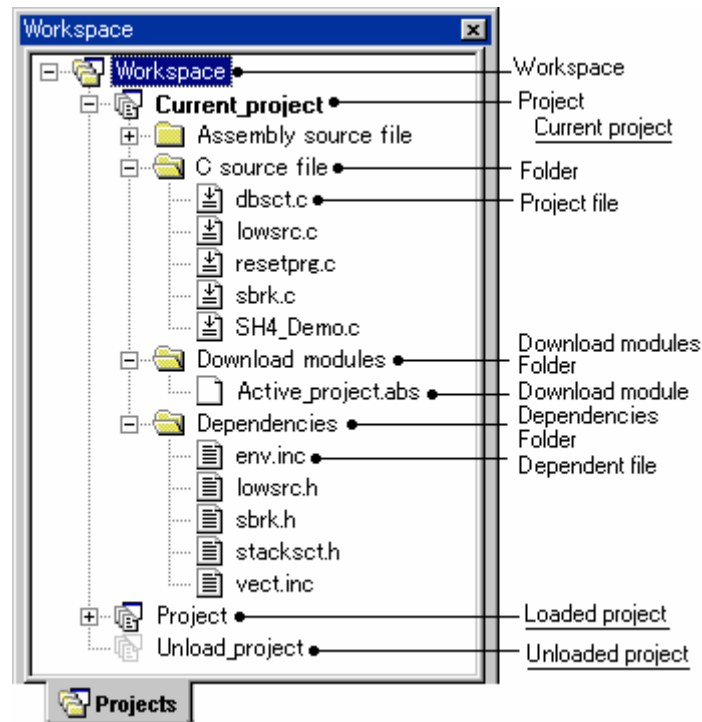 Workspace
Workspace Workspace
Current_project Project
Current project
Assembly source file
C source file Folder
dbsct.c Project file
lowsrc.c
resetprg.c
sbrk.c
SH4_Demo.c
Download modules Download modules
Folder
Active_project.abs Download module
Dependencies Dependencies
Folder
env.inc Dependent file
lowsrc.h
sbrk.h
stacksct.h
vect.inc
Project Loaded project
Unload_project Unloaded project
Projects